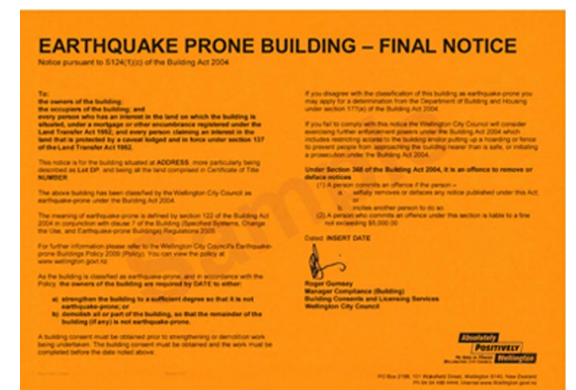 EARTHQUAKE PRONE BUILDING – FINAL NOTICE
Notice pursuant to S124(1)(c) of the Building Act 2004
To:
the owners of the building;
the occupiers of the building; and
every person who has an interest in the land on which the building is
situated, under a mortgage or other encumbrance registered under the
Land Transfer Act 1952; and every person claiming an interest in the
land that is protected by a caveat lodged and in force under section 137
of the Land Transfer Act 1952.
This notice is for the building situated at ADDRESS, more particularly being
described as Lot DP, and being all the land comprised in Certificate of Title
NUMBER
The above building has been classified by the Wellington City Council as
earthquake-prone under the Building Act 2004.
The meaning of earthquake-prone is defined by section 122 of the Building Act
2004 in conjunction with clause 7 of the Building (Specified Systems, Change
the Use, and Earthquake-prone Buildings) Regulations 2005.
For further information please refer to the Wellington City Council's Earthquake-
prone Buildings Policy 2009 (Policy). You can view the policy at
www.wellington.govt.nz
As the building is classified as earthquake-prone, and in accordance with the
Policy, the owners of the building are required by DATE to either:
a) strengthen the building to a sufficient degree so that it is not
earthquake-prone; or
b) demolish all or part of the building, so that the remainder of the
building (if any) is not earthquake-prone.
A building consent must be obtained prior to strengthening or demolition work
being undertaken. The building consent must be obtained and the work must be
completed before the date noted above.
If you disagree with the classification of this building as earthquake-prone you
may apply for a determination from the Department of Building and Housing
under section 177(a) of the Building Act 2004.
If you fail to comply with this notice the Wellington City Council will consider
exercising further enforcement powers under the Building Act 2004 which
includes restricting access to the building and/or putting up a hoarding or fence
to prevent people from approaching the building nearer than is safe, or initiating
a prosecution under the Building Act 2004.
Under Section 368 of the Building Act 2004, it is an offence to remove or
deface notices
(1) A person commits an offence if the person –
a. wilfully removes or defaces any notice published under this Act;
or
b. incites another person to do so.
(2) A person who commits an offence under this section is liable to a fine
not exceeding $5,000.00
Dated: INSERT DATE
Roger Gumsey
Manager Compliance (Building)
Building Consents and Licensing Services
Wellington City Council
Absolutely
POSITIVELY
Wellington
PO Box 2199, 101 Wakefield Street, Wellington 6140, New Zealand